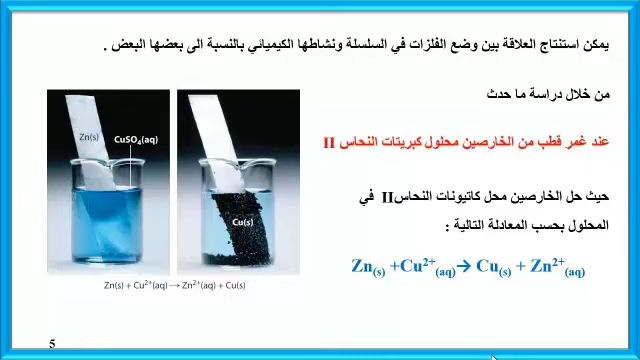 يمكن استنتاج العلاقة بين وضع الفلزات في السلسلة ونشاطها الكيميائي بالنسبة الى بعضها البعض .
من خلال دراسة ما حدث
عند غمر قطب من الخارصين محلول كبريتات النحاس II
حيث حل الخارصين محل كاتيونات النحاسII في
المحلول بحسب المعادلة التالية :
Zn(s) +Cu²⁺(aq)→ Cu(s) + Zn²⁺(aq)
Zn(s)
CuSO₄(aq)
Cu(s)
Zn(s) + Cu²⁺(aq) → Zn²⁺(aq) + Cu(s)
5